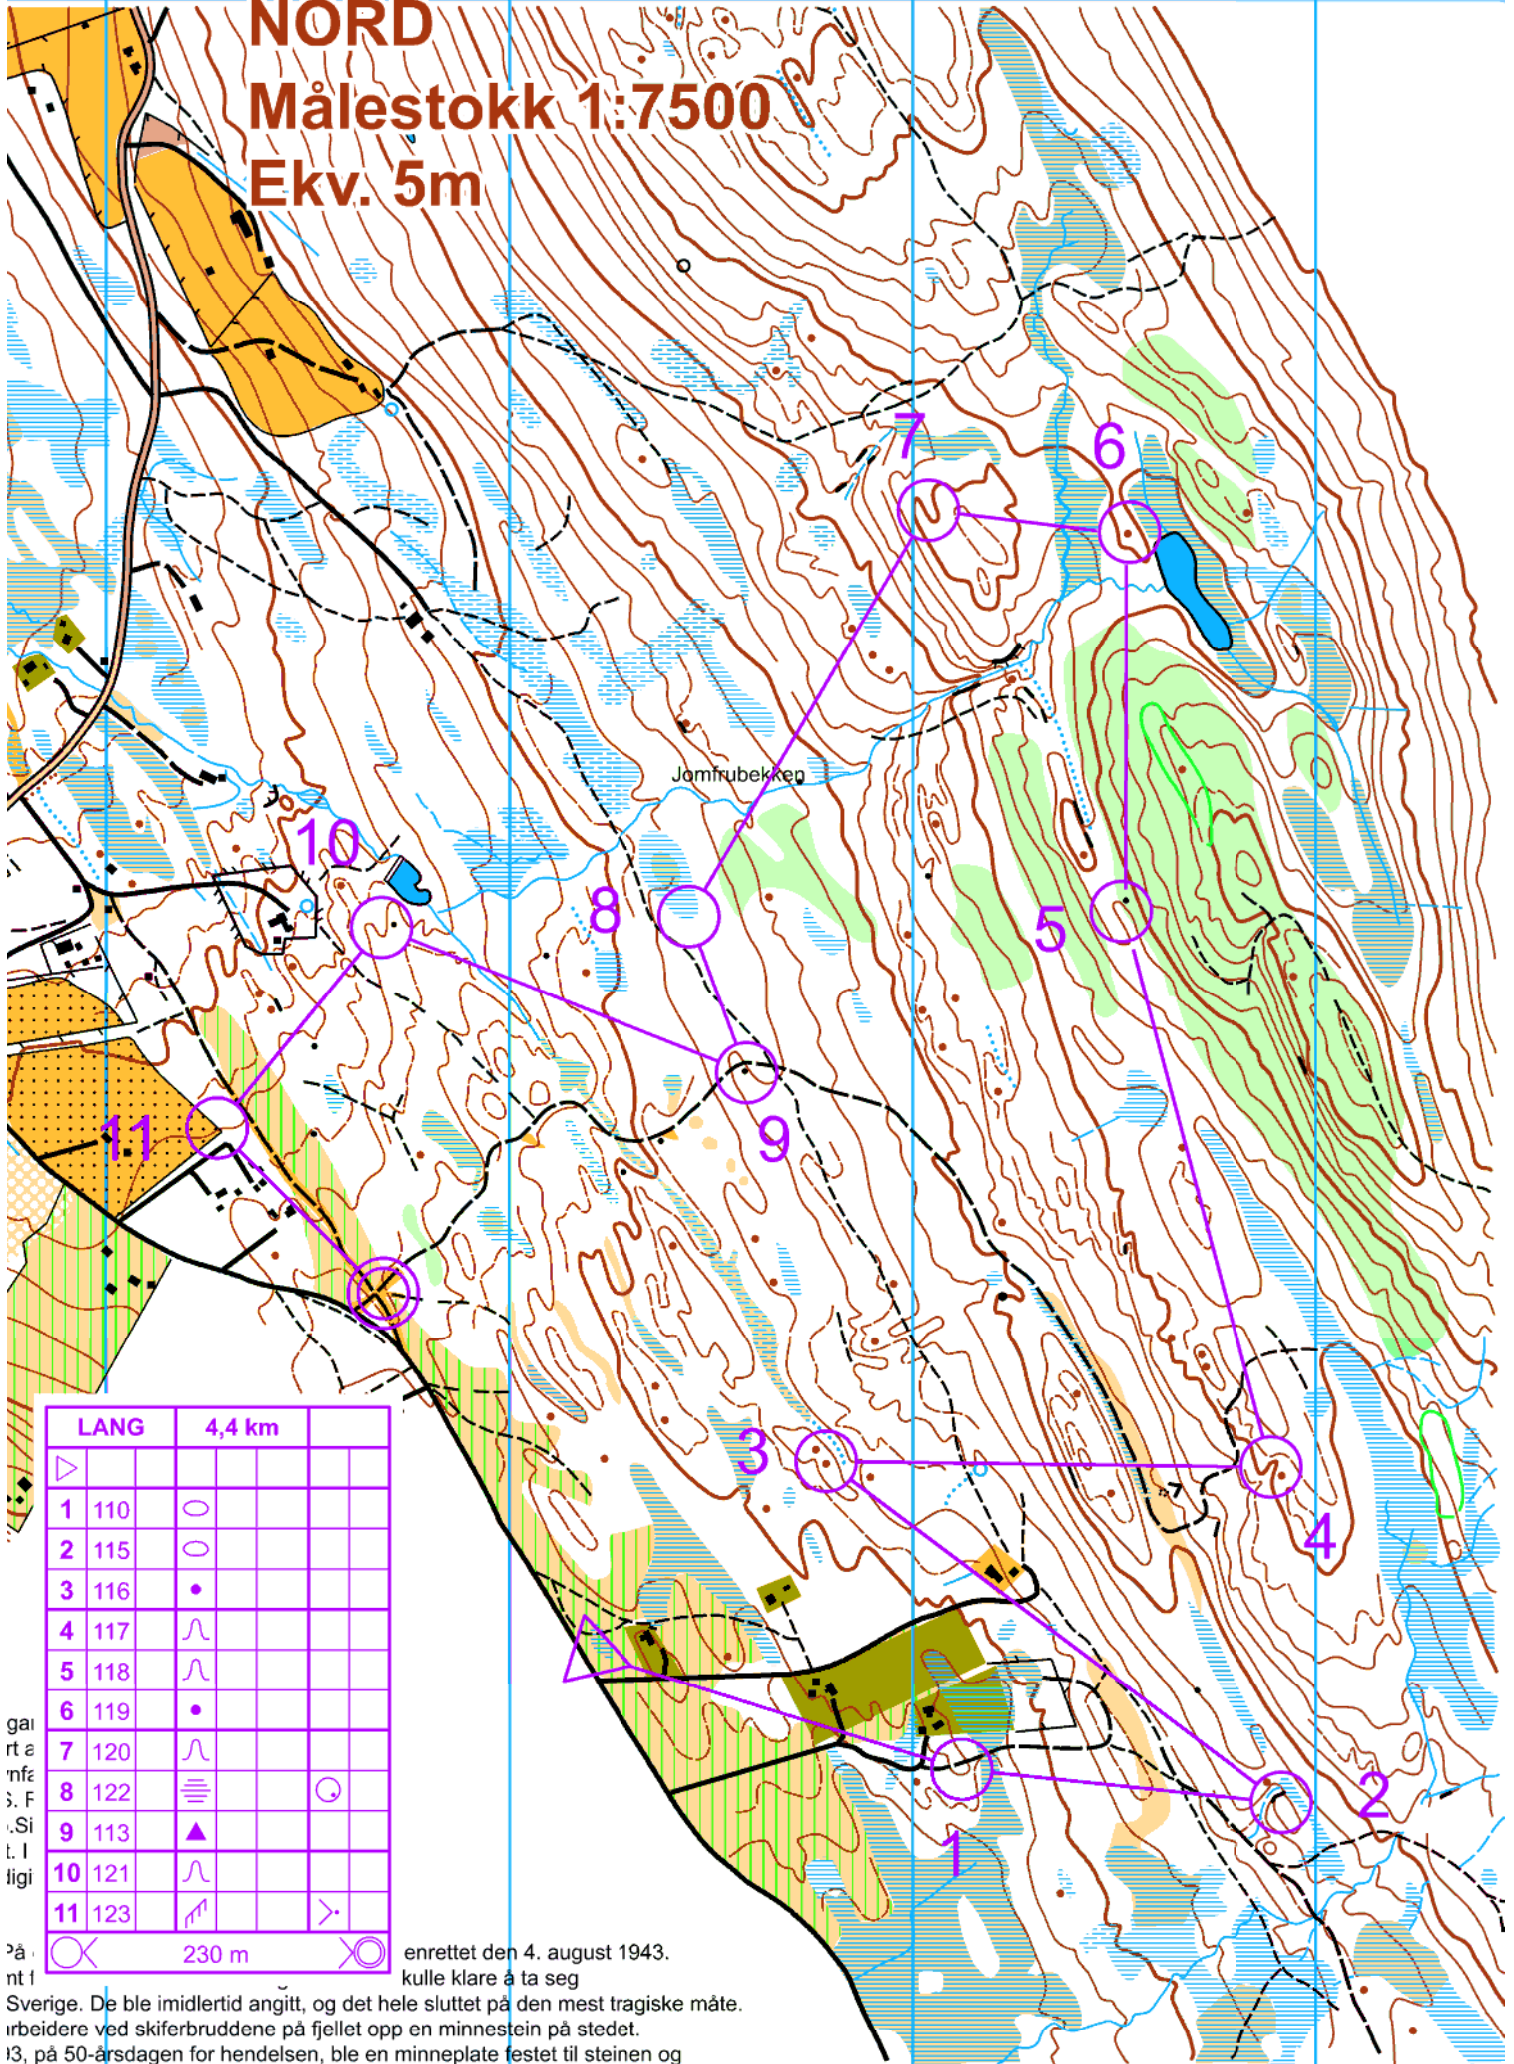 NORD
Målestokk 1:7500
Ekv. 5m
7
6
Jomfrubekken
10
8
5
11
9
3
4
2
1
LANG 4,4 km
1 110
2 115
3 116
4 117
5 118
6 119
7 120
8 122
9 113
10 121
11 123
230 m
På
enrettet den 4. august 1943.
kulle klare å ta seg
Sverige. De ble imidlertid angitt, og det hele sluttet på den mest tragiske måte.
arbeidere ved skiferbruddene på fjellet opp en minnestein på stedet.
93, på 50-årsdagen for hendelsen, ble en minneplate festet til steinen og